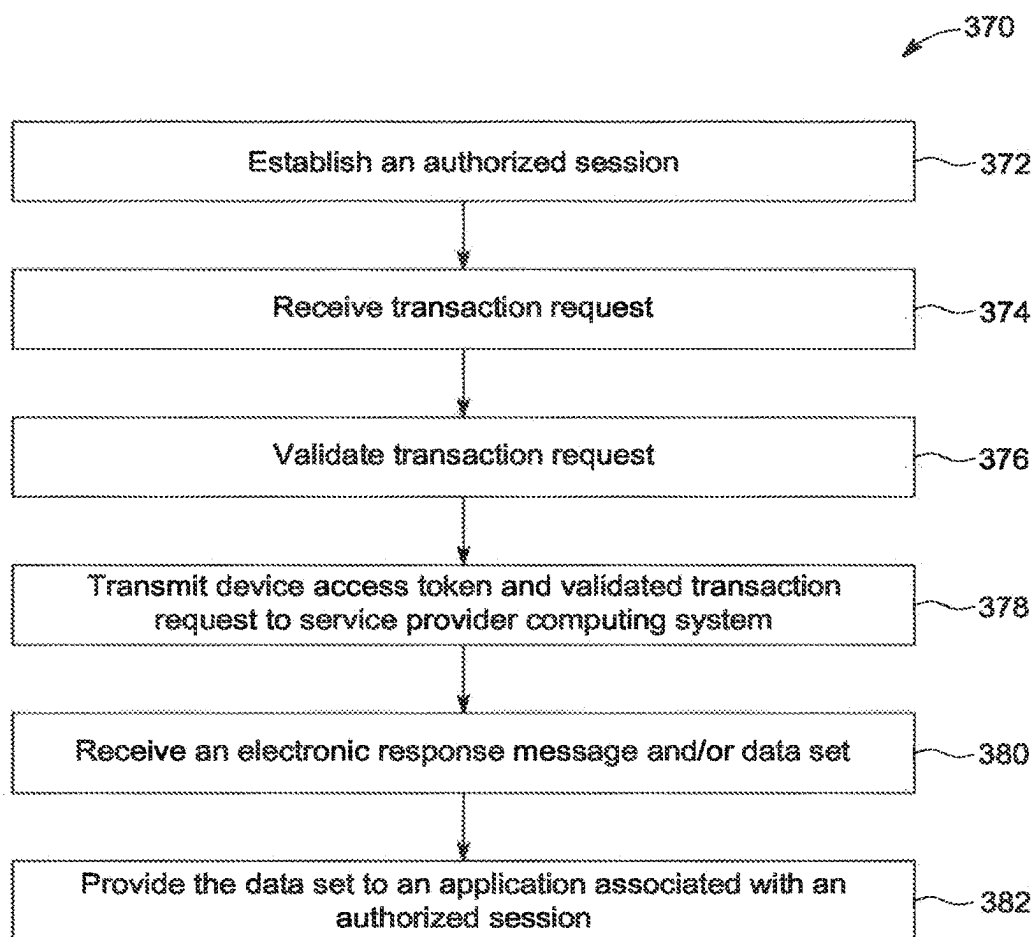 370
Establish an authorized session
372
Receive transaction request
374
Validate transaction request
376
Transmit device access token and validated transaction
request to service provider computing system
378
Receive an electronic response message and/or data set
380
Provide the data set to an application associated with an
authorized session
382